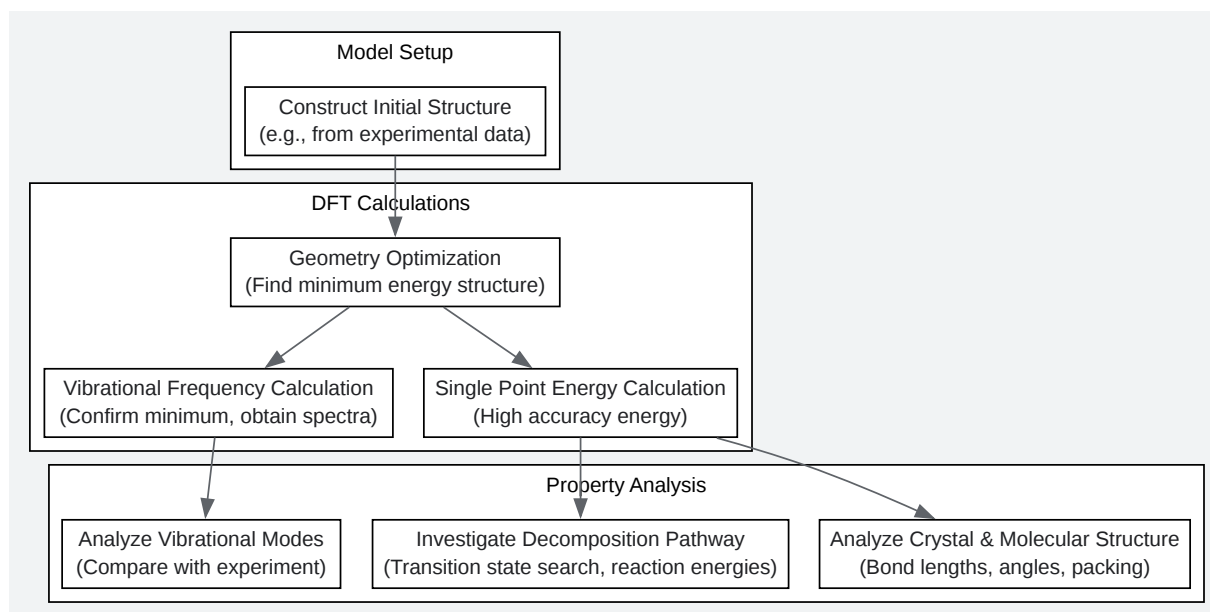 Model Setup
Construct Initial Structure
(e.g., from experimental data)
DFT Calculations
Geometry Optimization
(Find minimum energy structure)
Vibrational Frequency Calculation
(Confirm minimum, obtain spectra)
Single Point Energy Calculation
(High accuracy energy)
Property Analysis
Analyze Vibrational Modes
(Compare with experiment)
Investigate Decomposition Pathway
(Transition state search, reaction energies)
Analyze Crystal & Molecular Structure
(Bond lengths, angles, packing)